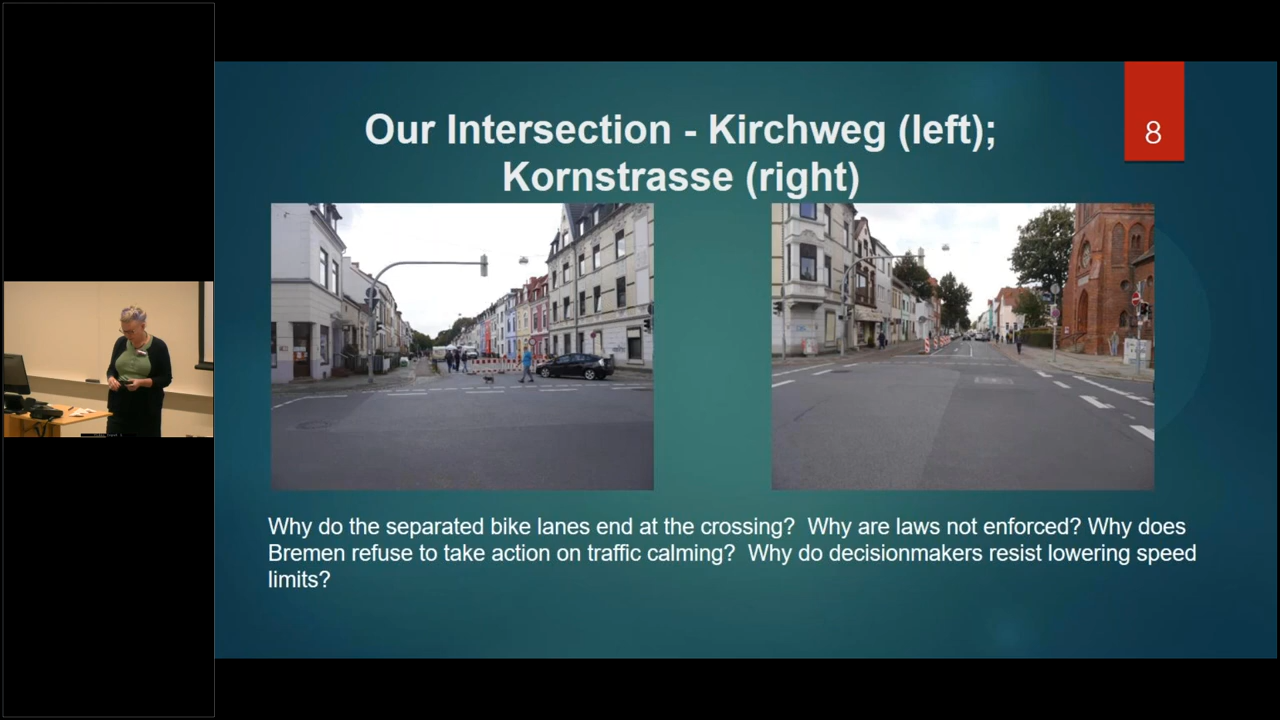 Our Intersection - Kirchweg (left);
Kornstrasse (right)
8
Why do the separated bike lanes end at the crossing?  Why are laws not enforced? Why does
Bremen refuse to take action on traffic calming?  Why do decisionmakers resist lowering speed
limits?